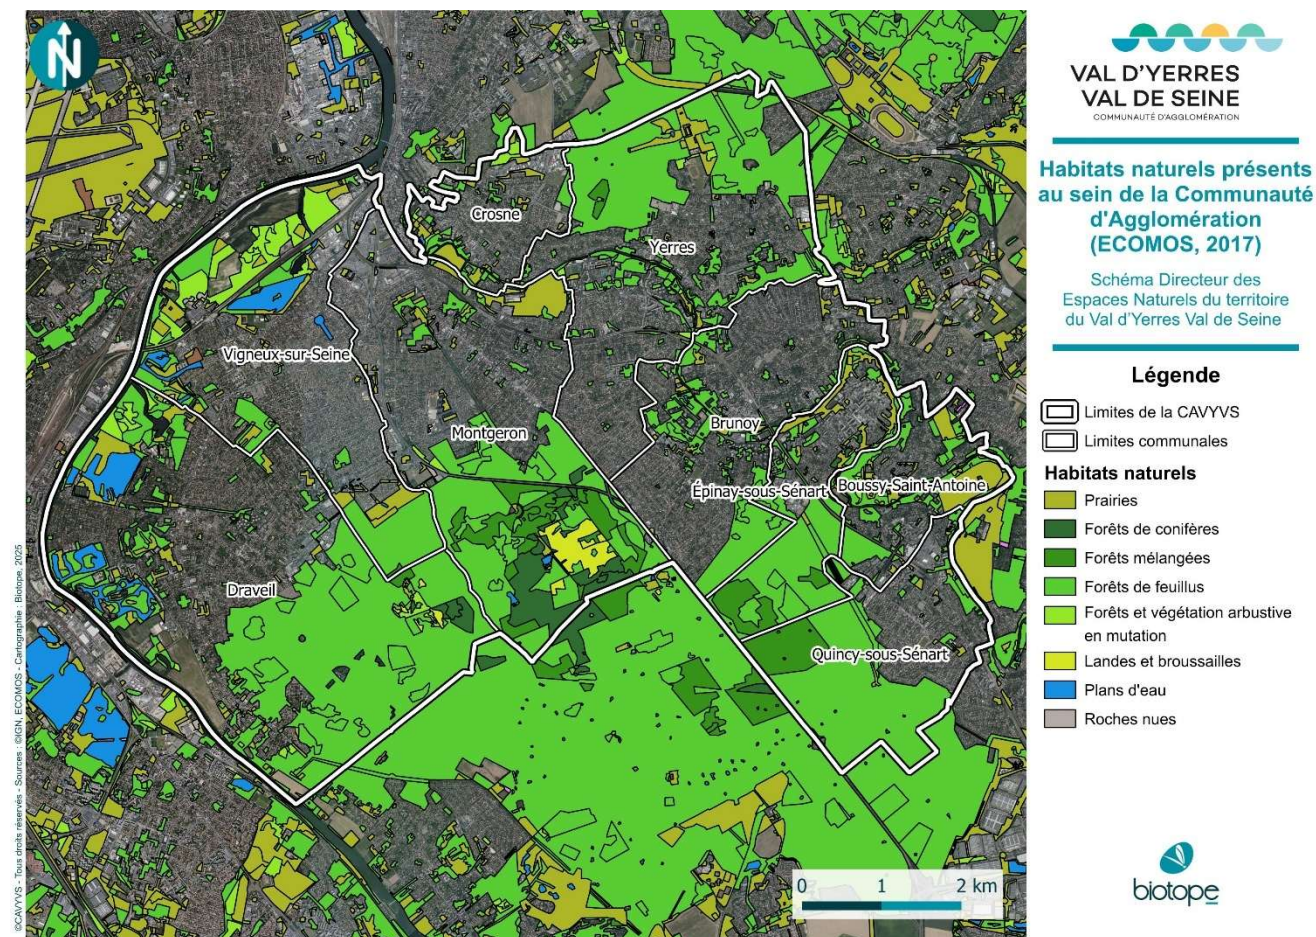 N
Crosne
Yerres
Vigneux-sur-Seine
Montgeron
Brunoy
Épinay-sous-Sénart
Boussy-Saint-Antoine
Draveil
Quincy-sous-Sénart
0 1 2 km
©CAVYVS - Tous droits réservés - Sources : ©IGN, ECOMOS - Cartographie : Biotope, 2025
VAL D'YERRES
VAL DE SEINE
COMMUNAUTÉ D'AGGLOMÉRATION
Habitats naturels présents
au sein de la Communauté
d'Agglomération
(ECOMOS, 2017)
Schéma Directeur des
Espaces Naturels du territoire
du Val d'Yerres Val de Seine
Légende
Limites de la CAVYVS
Limites communales
Habitats naturels
Prairies
Forêts de conifères
Forêts mélangées
Forêts de feuillus
Forêts et végétation arbustive
en mutation
Landes et broussailles
Plans d'eau
Roches nues
biotope